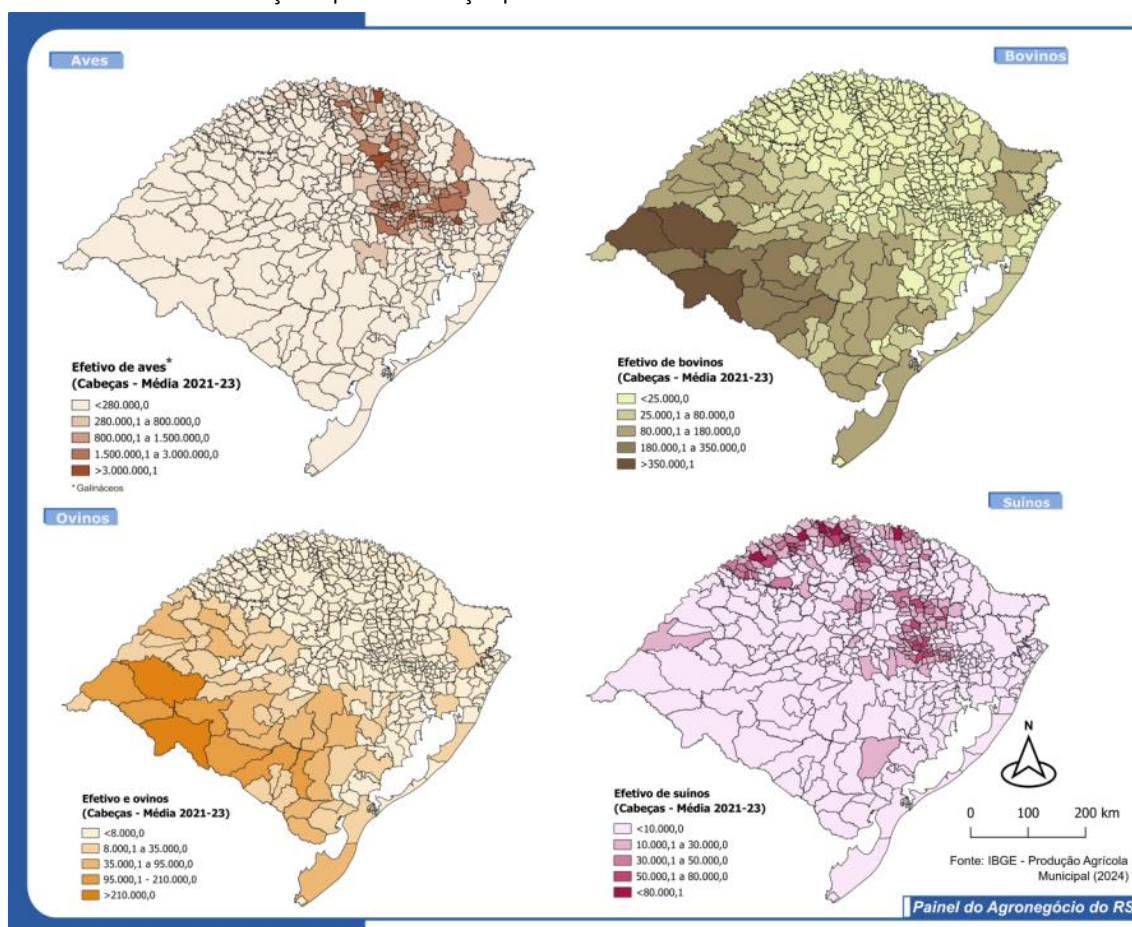 Aves
Efetivo de aves*
(Cabeças - Média 2021-23)
<280.000,0
280.000,1 a 800.000,0
800.000,1 a 1.500.000,0
1.500.000,1 a 3.000.000,0
>3.000.000,1
* Galináceos
Bovinos
Efetivo de bovinos
(Cabeças - Média 2021-23)
<25.000,0
25.000,1 a 80.000,0
80.000,1 a 180.000,0
180.000,1 a 350.000,0
>350.000,1
Ovinos
Efetivo e ovinos
(Cabeças - Média 2021-23)
<8.000,0
8.000,1 a 35.000,0
35.000,1 a 95.000,0
95.000,1 - 210.000,0
>210.000,0
Suínos
Efetivo de suínos
(Cabeças - Média 2021-23)
<10.000,0
10.000,1 a 30.000,0
30.000,1 a 50.000,0
50.000,1 a 80.000,0
<80.000,1
N
0 100 200 km
Fonte: IBGE - Produção Agrícola
Municipal (2024)
Painel do Agronegócio do RS